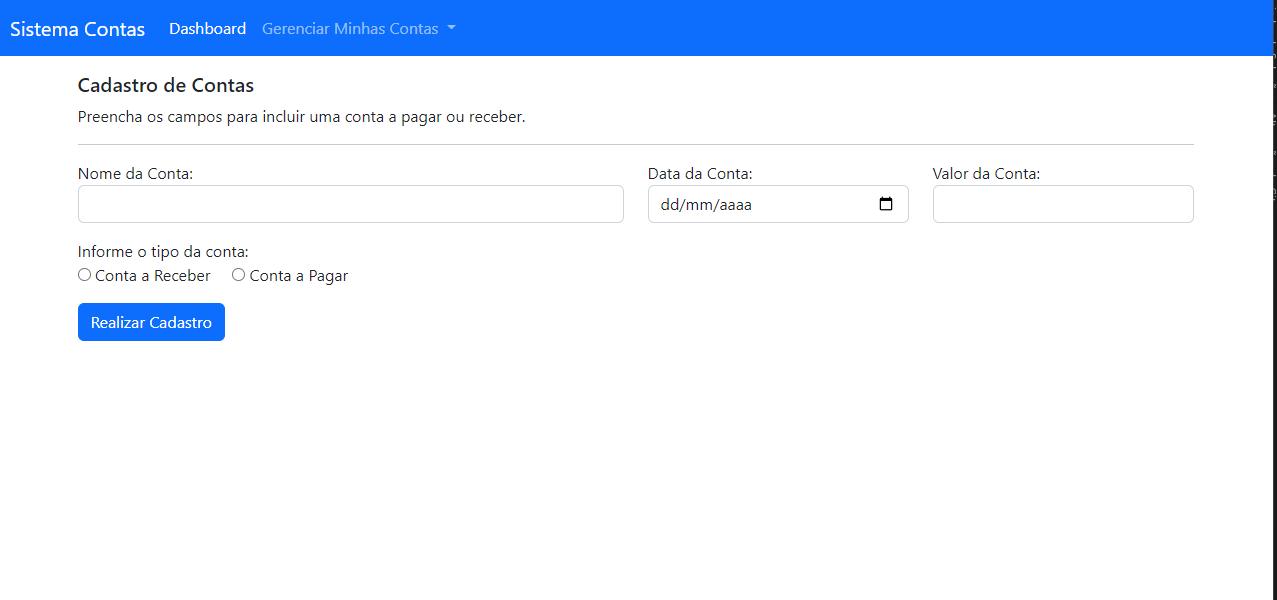 Sistema Contas Dashboard Gerenciar Minhas Contas
Cadastro de Contas
Preencha os campos para incluir uma conta a pagar ou receber.
Nome da Conta: Data da Conta: Valor da Conta:
dd/mm/aaaa
Informe o tipo da conta:
Conta a Receber Conta a Pagar
Realizar Cadastro